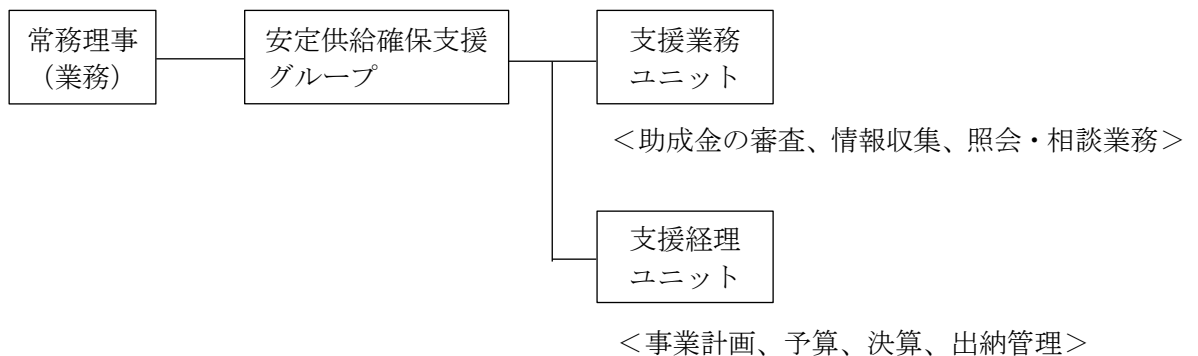 常務理事
（業務）
安定供給確保支援
グループ
支援業務
ユニット
＜助成金の審査、情報収集、照会・相談業務＞
支援経理
ユニット
＜事業計画、予算、決算、出納管理＞